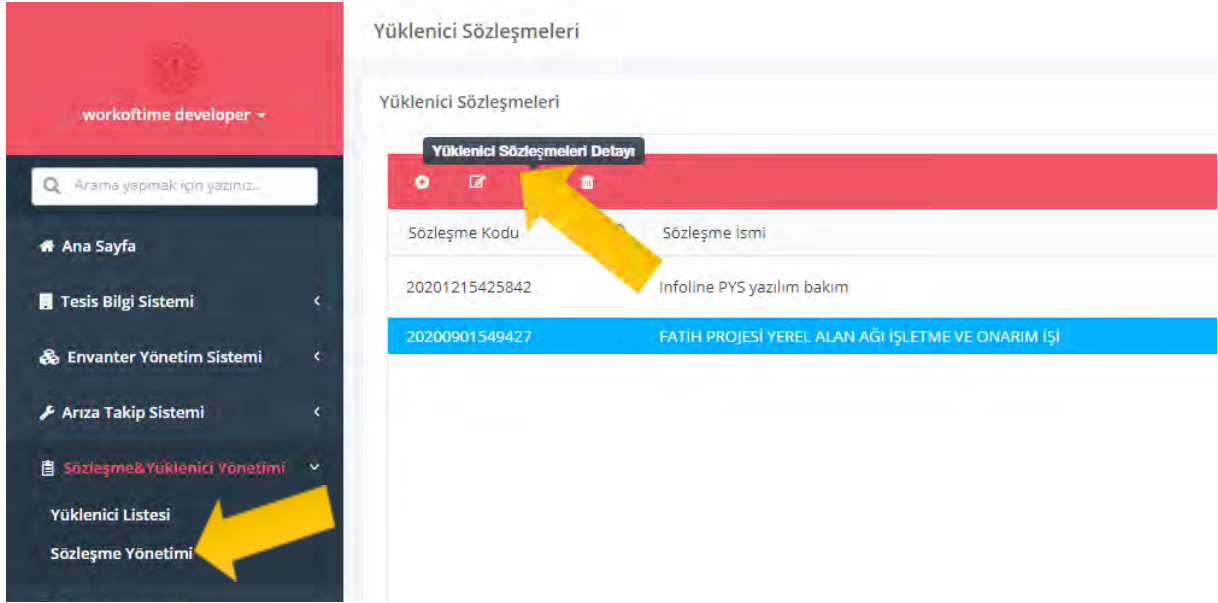 Yüklenici Sözleşmeleri
workoftime developer
Arama yapmak için yazınız...
Ana Sayfa
Tesis Bilgi Sistemi
Envanter Yönetim Sistemi
Arıza Takip Sistemi
Sözleşme&Yüklenici Yönetimi
Yüklenici Listesi
Sözleşme Yönetimi
Yüklenici Sözleşmeleri
Yüklenici Sözleşmeleri Detayı
Sözleşme Kodu Sözleşme İsmi
20201215425842 Infoline PYS yazılım bakım
20200901549427 FATİH PROJESİ YEREL ALAN AĞI İŞLETME VE ONARIM İŞİ